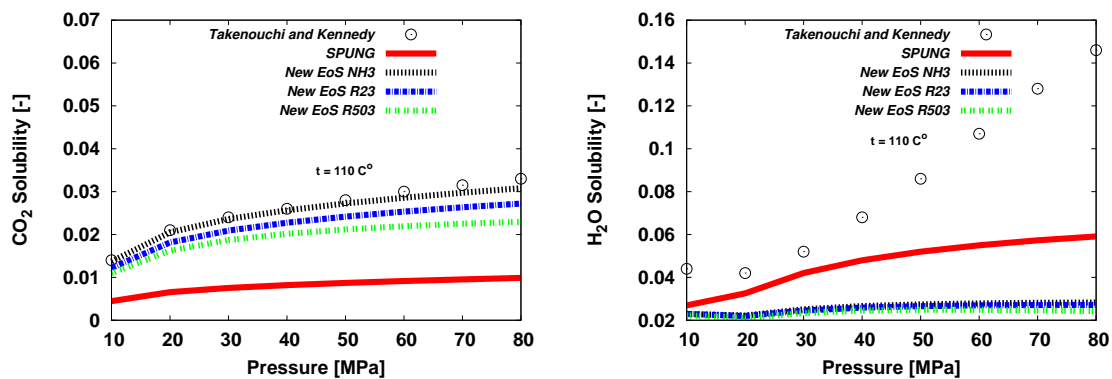 CO2 Solubility [-]
0.07
0.06
0.05
0.04
0.03
0.02
0.01
0
Takenouchi and Kennedy
SPUNG
New EoS NH3
New EoS R23
New EoS R503
t = 110 C°
10 20 30 40 50 60 70 80
Pressure [MPa]
H2O Solubility [-]
0.16
0.14
0.12
0.1
0.08
0.06
0.04
0.02
Takenouchi and Kennedy
SPUNG
New EoS NH3
New EoS R23
New EoS R503
t = 110 C°
10 20 30 40 50 60 70 80
Pressure [MPa]